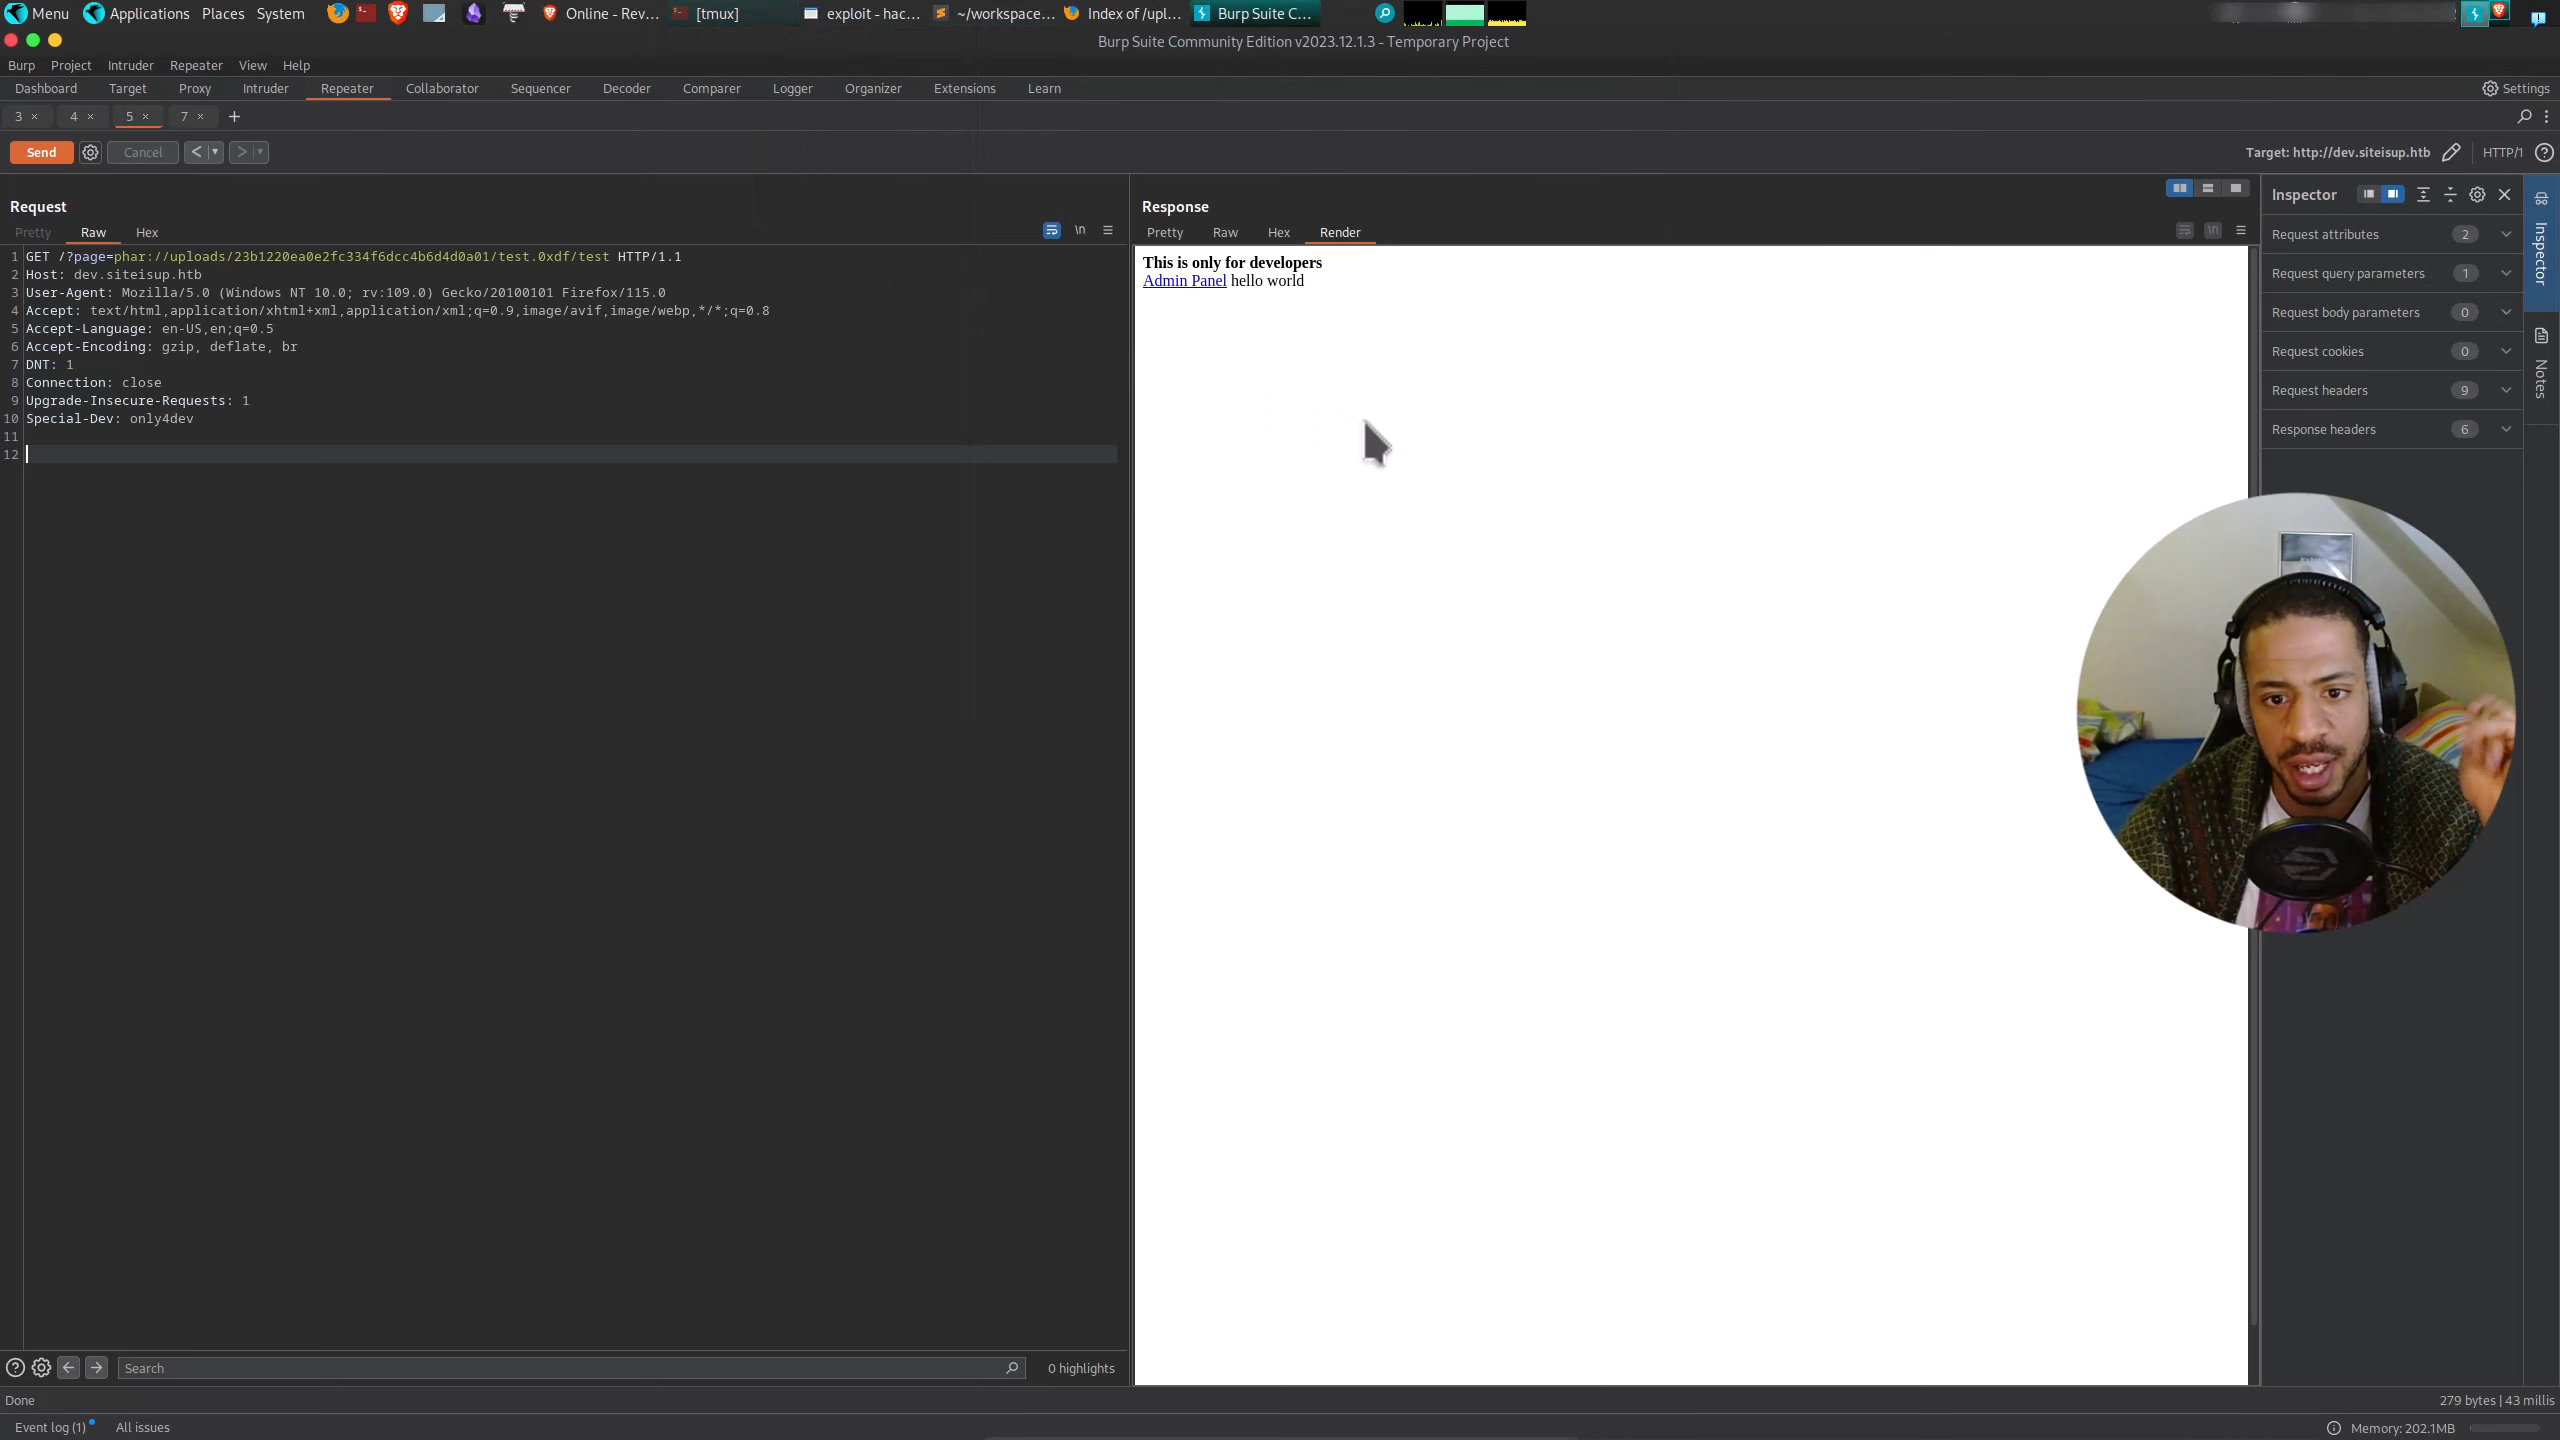 Menu Applications Places System Online - Rev... [tmux] exploit - hac... ~/workspace... Index of /upl... Burp Suite C...
Burp Suite Community Edition v2023.12.1.3 - Temporary Project
Burp Project Intruder Repeater View Help
Dashboard Target Proxy Intruder Repeater Collaborator Sequencer Decoder Comparer Logger Organizer Extensions Learn Settings
3 × 4 × 5 × 7 × +
Send Cancel < > Target: http://dev.siteisup.htb HTTP/1
Request
Pretty Raw Hex \n
1 GET /?page=phar://uploads/23b1220ea0e2fc334f6dcc4b6d4d0a01/test.0xdf/test HTTP/1.1
2 Host: dev.siteisup.htb
3 User-Agent: Mozilla/5.0 (Windows NT 10.0; rv:109.0) Gecko/20100101 Firefox/115.0
4 Accept: text/html,application/xhtml+xml,application/xml;q=0.9,image/avif,image/webp,*/*;q=0.8
5 Accept-Language: en-US,en;q=0.5
6 Accept-Encoding: gzip, deflate, br
7 DNT: 1
8 Connection: close
9 Upgrade-Insecure-Requests: 1
10 Special-Dev: only4dev
11
12
Search 0 highlights
Response
Pretty Raw Hex Render \n
This is only for developers
Admin Panel hello world
Inspector
Request attributes 2
Request query parameters 1
Request body parameters 0
Request cookies 0
Request headers 9
Response headers 6
Inspector
Notes
Done 279 bytes | 43 millis
Event log (1) All issues Memory: 202.1MB